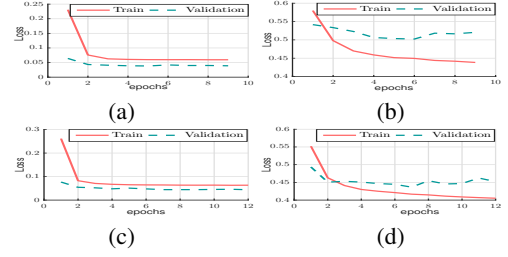 0.25
0.2
0.15
0.1
0.05
0
Loss
Train Validation
0 2 4 6 8 10
epochs
(a)
0.6
0.55
0.5
0.45
0.4
Loss
Train Validation
0 2 4 6 8 10
epochs
(b)
0.3
0.2
0.1
0
Loss
Train Validation
0 2 4 6 8 10 12
epochs
(c)
0.6
0.55
0.5
0.45
0.4
Loss
Train Validation
0 2 4 6 8 10 12
epochs
(d)